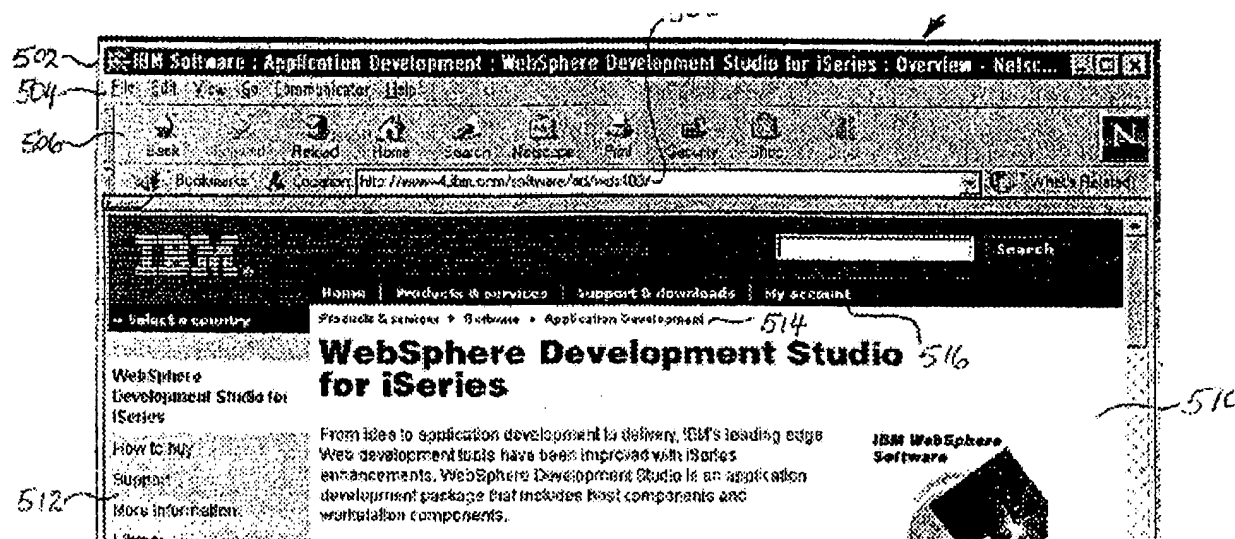 502 IBM Software : Application Development : WebSphere Development Studio for iSeries : Overview - Netsc...
504 File Edit View Go Communicator Help
506 Back Reload Home Search Netscape Print Security Shop
Bookmarks Location: http://www-4.ibm.com/software/ad/wds400/ What's Related
IBM Search
Home Products & services Support & downloads My account
Select a country Products & services Software Application Development 514
WebSphere Development Studio 516
for iSeries
WebSphere
Development Studio for
iSeries
510
How to buy
Support
512 More information
Library
From idea to application development to delivery, IBM's leading edge
Web development tools have been improved with iSeries
enhancements. WebSphere Development Studio is an application
development package that includes host components and
workstation components.
IBM WebSphere
Software